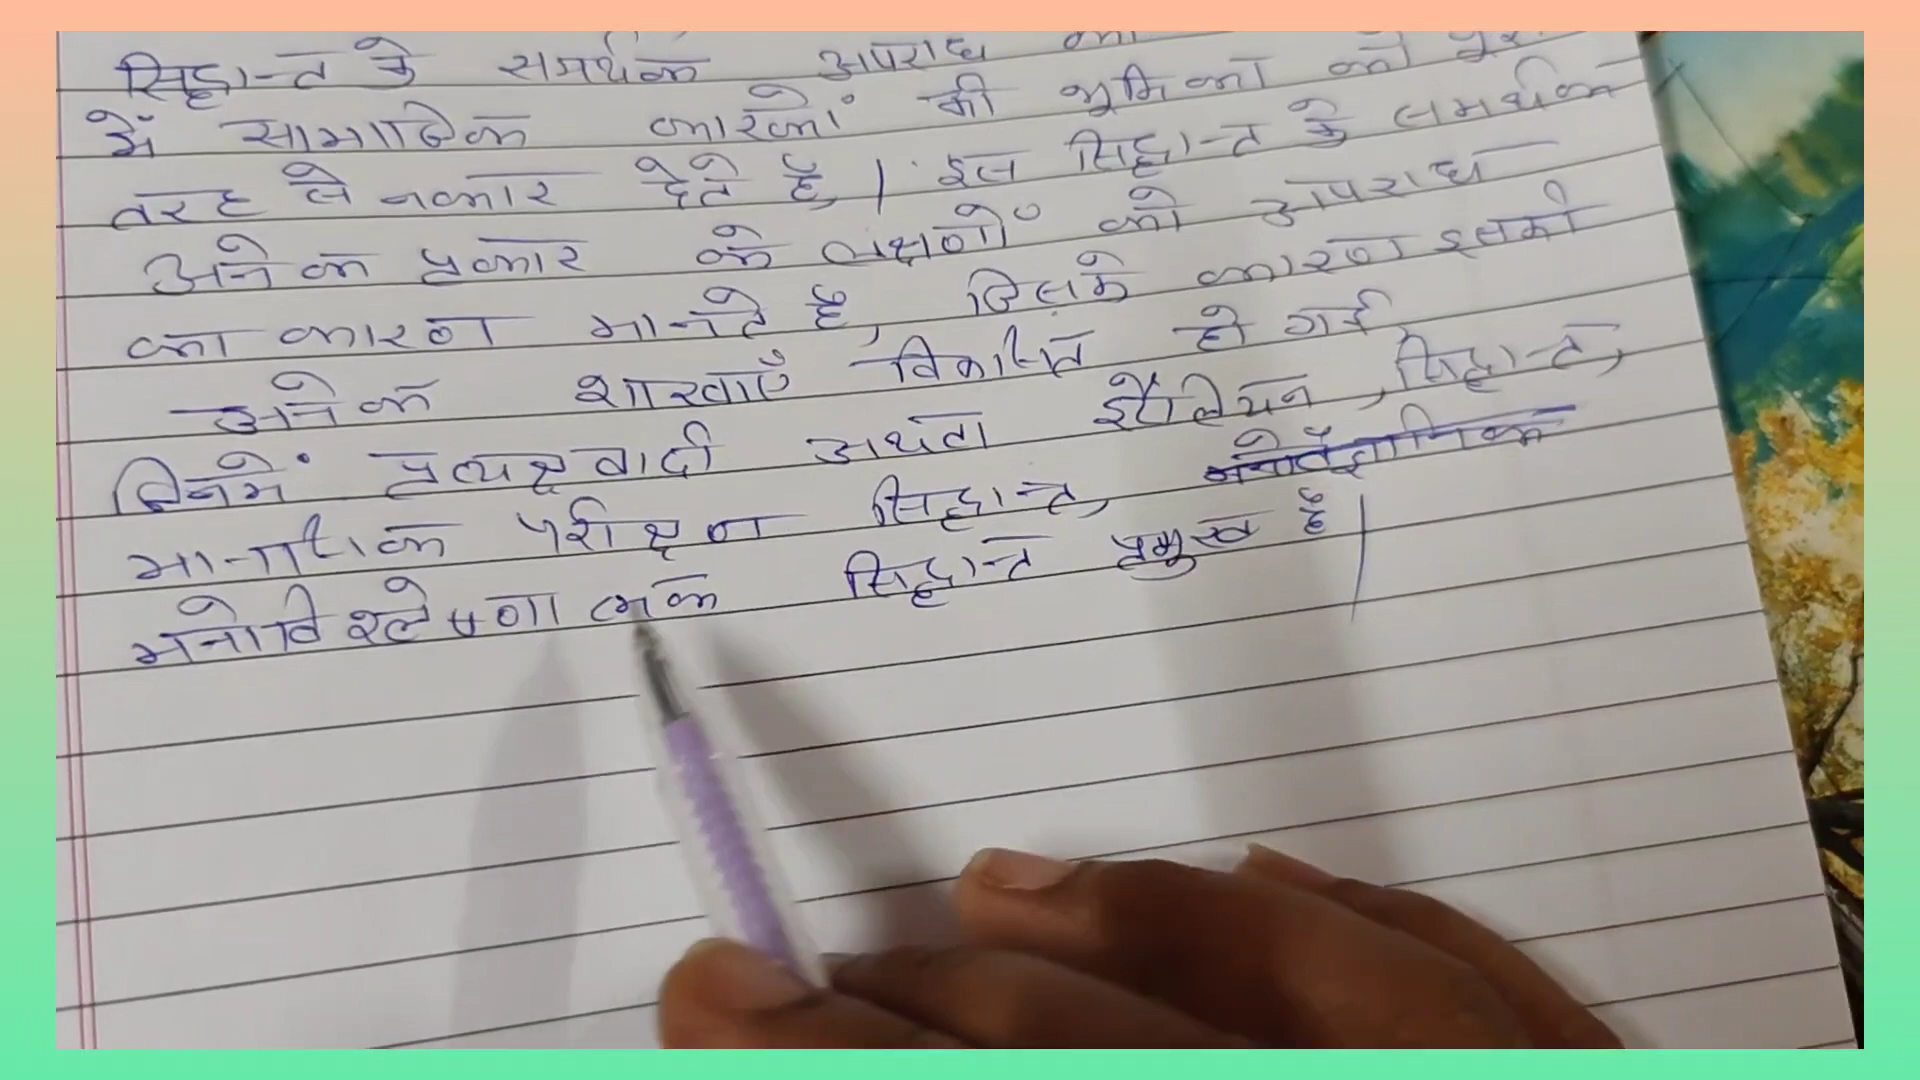 सिद्धान्त के समर्थक अपराध
में सामाजिक कारकों की भूमिका को
तरह से नकार देते हैं। इस सिद्धान्त के समर्थक
अनेक प्रकार के लक्षणों को अपराध
का कारण मानते हैं, जिसके कारण इसकी
अनेक शाखाएँ विकसित हो गई
जिनमें प्रत्यक्षवादी अथवा इटैलियन सिद्धान्त,
मानसिक परीक्षण सिद्धान्त,
मनोविश्लेषणात्मक सिद्धान्त प्रमुख है।